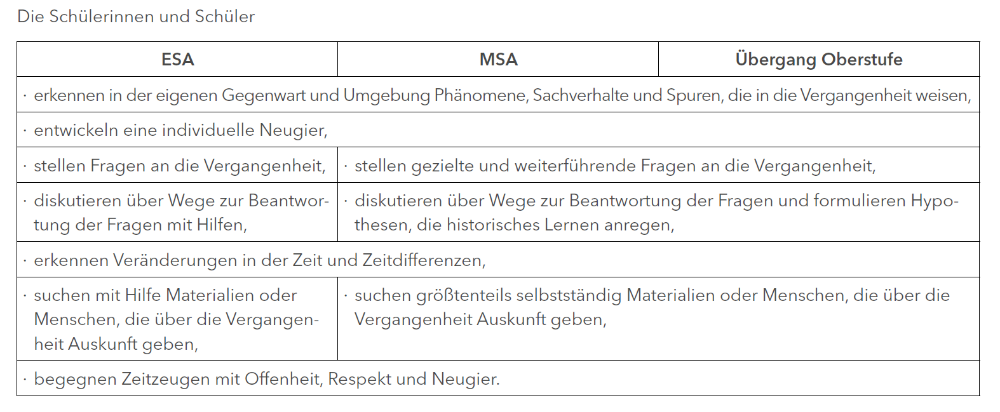 Die Schülerinnen und Schüler
ESA
MSA
Übergang Oberstufe
· erkennen in der eigenen Gegenwart und Umgebung Phänomene, Sachverhalte und Spuren, die in die Vergangenheit weisen,
· entwickeln eine individuelle Neugier,
· stellen Fragen an die Vergangenheit,
· stellen gezielte und weiterführende Fragen an die Vergangenheit,
· diskutieren über Wege zur Beantwor-
tung der Fragen mit Hilfen,
· diskutieren über Wege zur Beantwortung der Fragen und formulieren Hypo-
thesen, die historisches Lernen anregen,
· erkennen Veränderungen in der Zeit und Zeitdifferenzen,
· suchen mit Hilfe Materialien oder
Menschen, die über die Vergangen-
heit Auskunft geben,
· suchen größtenteils selbstständig Materialien oder Menschen, die über die
Vergangenheit Auskunft geben,
· begegnen Zeitzeugen mit Offenheit, Respekt und Neugier.